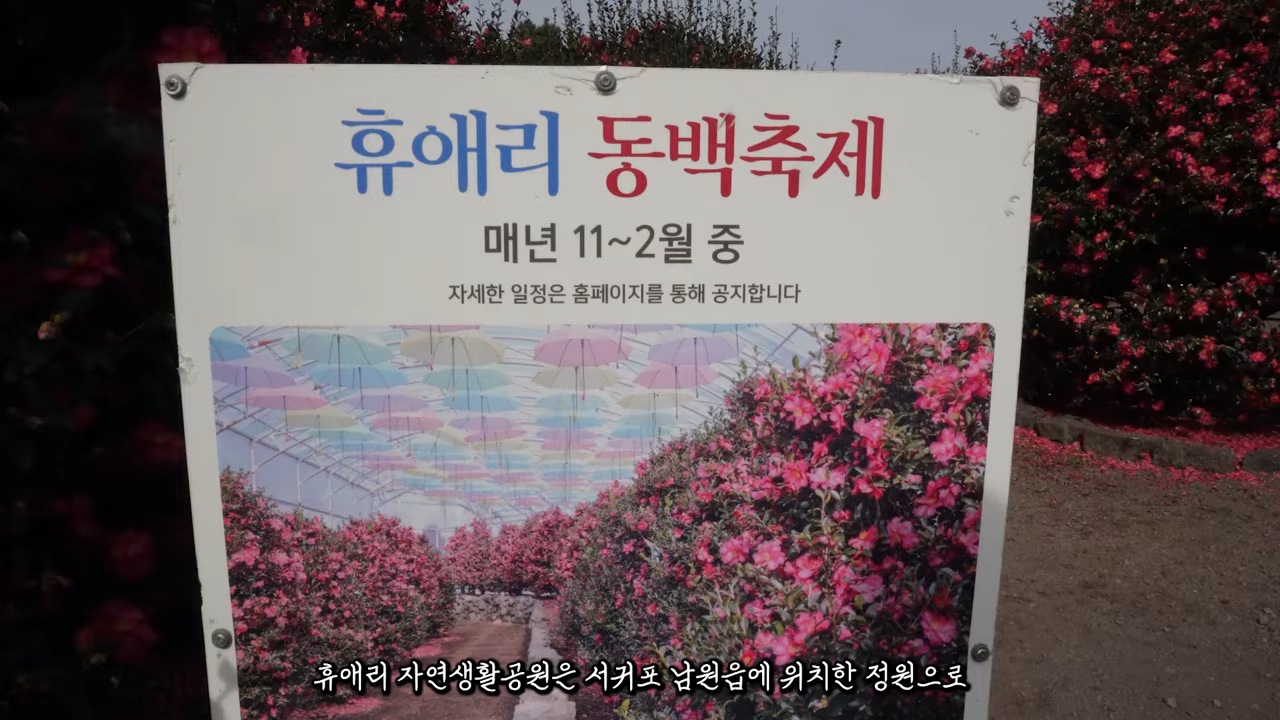 휴애리 동백축제
매년 11~2월 중
자세한 일정은 홈페이지를 통해 공지합니다
휴애리 자연생활공원은 서귀포 남원읍에 위치한 정원으로